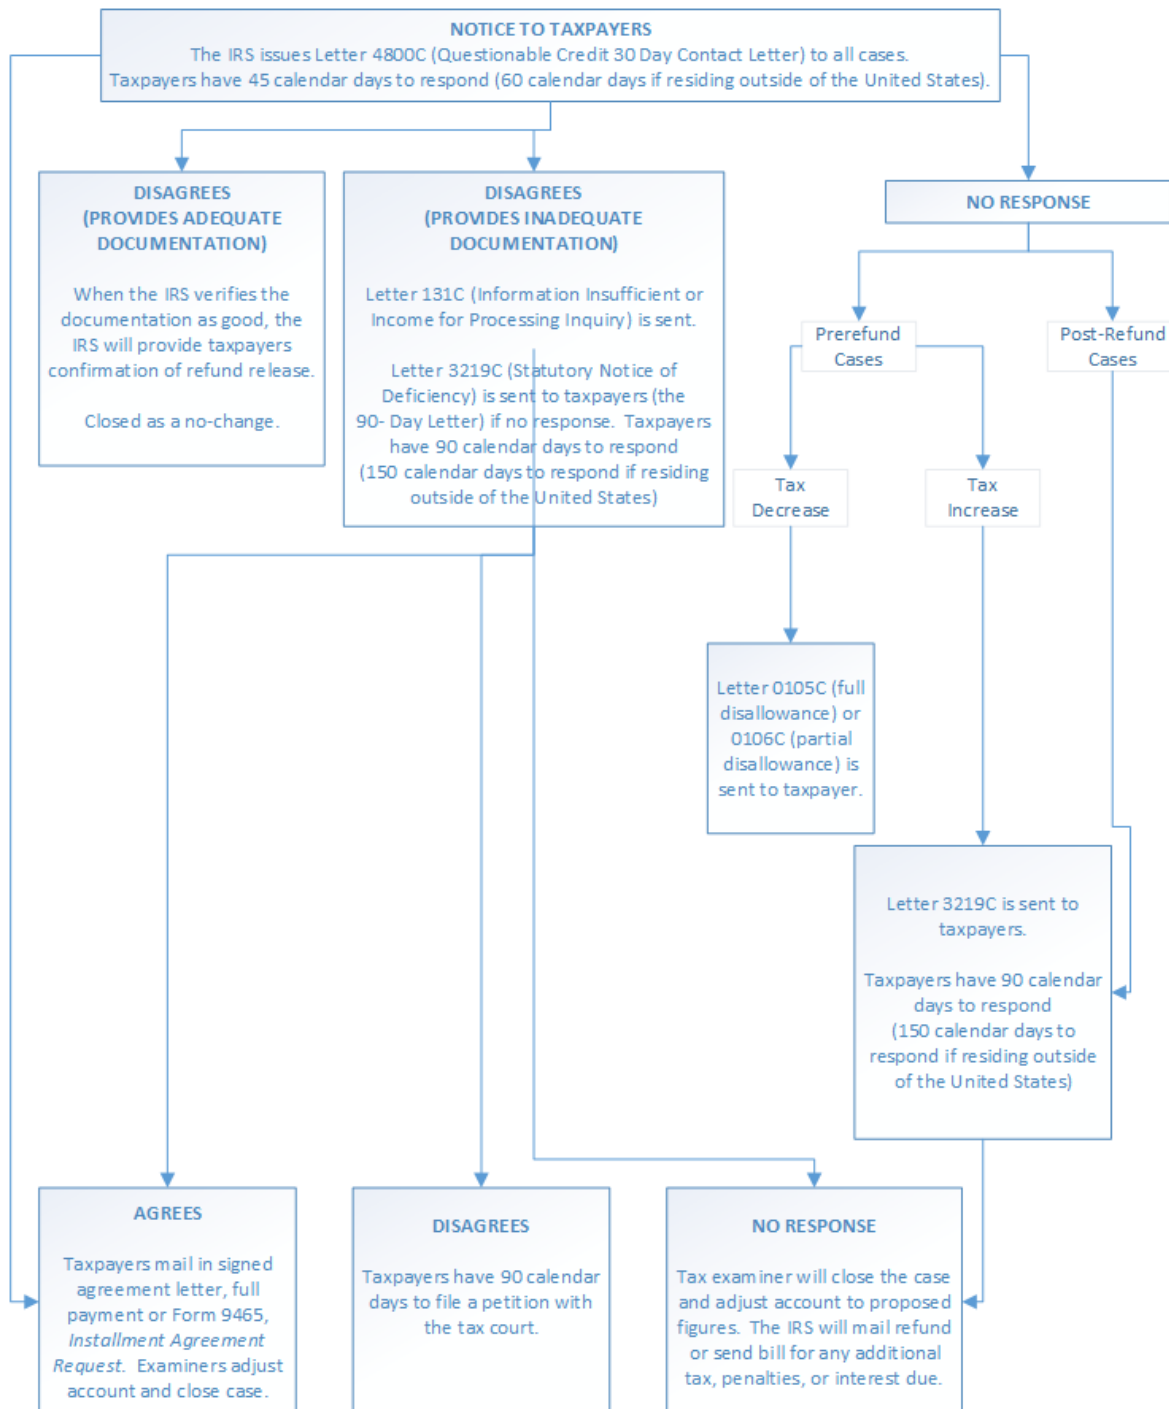 NOTICE TO TAXPAYERS
The IRS issues Letter 4800C (Questionable Credit 30 Day Contact Letter) to all cases.
Taxpayers have 45 calendar days to respond (60 calendar days if residing outside of the United States).
DISAGREES
(PROVIDES ADEQUATE
DOCUMENTATION)
When the IRS verifies the
documentation as good, the
IRS will provide taxpayers
confirmation of refund release.
Closed as a no-change.
DISAGREES
(PROVIDES INADEQUATE
DOCUMENTATION)
Letter 131C (Information Insufficient or
Income for Processing Inquiry) is sent.
Letter 3219C (Statutory Notice of
Deficiency) is sent to taxpayers (the
90- Day Letter) if no response. Taxpayers
have 90 calendar days to respond
(150 calendar days to respond if residing
outside of the United States)
NO RESPONSE
Prerefund
Cases
Post-Refund
Cases
Tax
Decrease
Tax
Increase
Letter 0105C (full
disallowance) or
0106C (partial
disallowance) is
sent to taxpayer.
Letter 3219C is sent to
taxpayers.
Taxpayers have 90 calendar
days to respond
(150 calendar days to
respond if residing outside
of the United States)
AGREES
Taxpayers mail in signed
agreement letter, full
payment or Form 9465,
Installment Agreement
Request. Examiners adjust
account and close case.
DISAGREES
Taxpayers have 90 calendar
days to file a petition with
the tax court.
NO RESPONSE
Tax examiner will close the case
and adjust account to proposed
figures. The IRS will mail refund
or send bill for any additional
tax, penalties, or interest due.